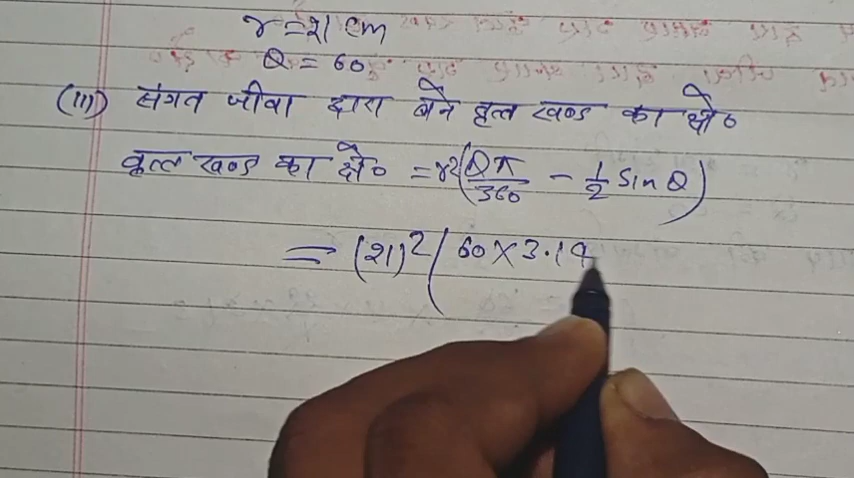 r = 21 cm
θ = 60
(III) संगत जीवा द्वारा बने वृत्त खण्ड का क्षे०
वृत्त खण्ड का क्षे० = r² (θπ/360 - 1/2 Sin θ)
= (21)² ( 60 × 3.14